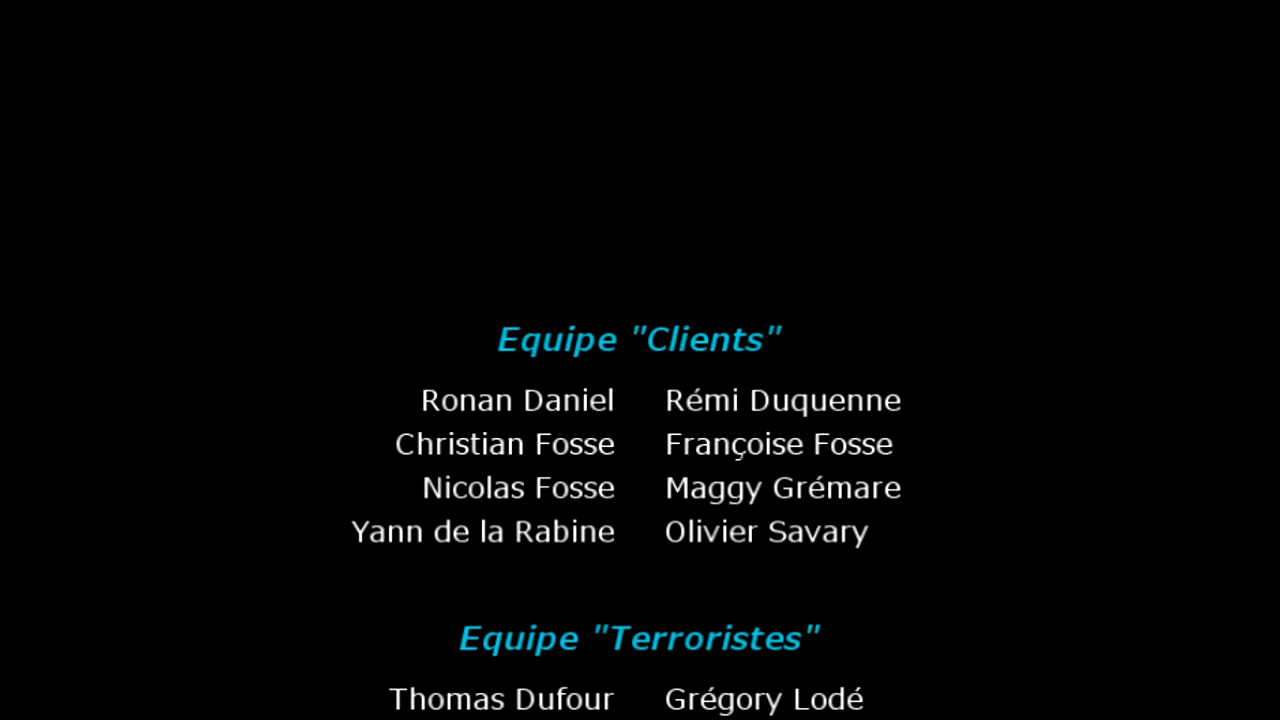 Equipe "Clients"
Ronan Daniel Rémi Duquenne
Christian Fosse Françoise Fosse
Nicolas Fosse Maggy Grémare
Yann de la Rabine Olivier Savary
Equipe "Terroristes"
Thomas Dufour Grégory Lodé